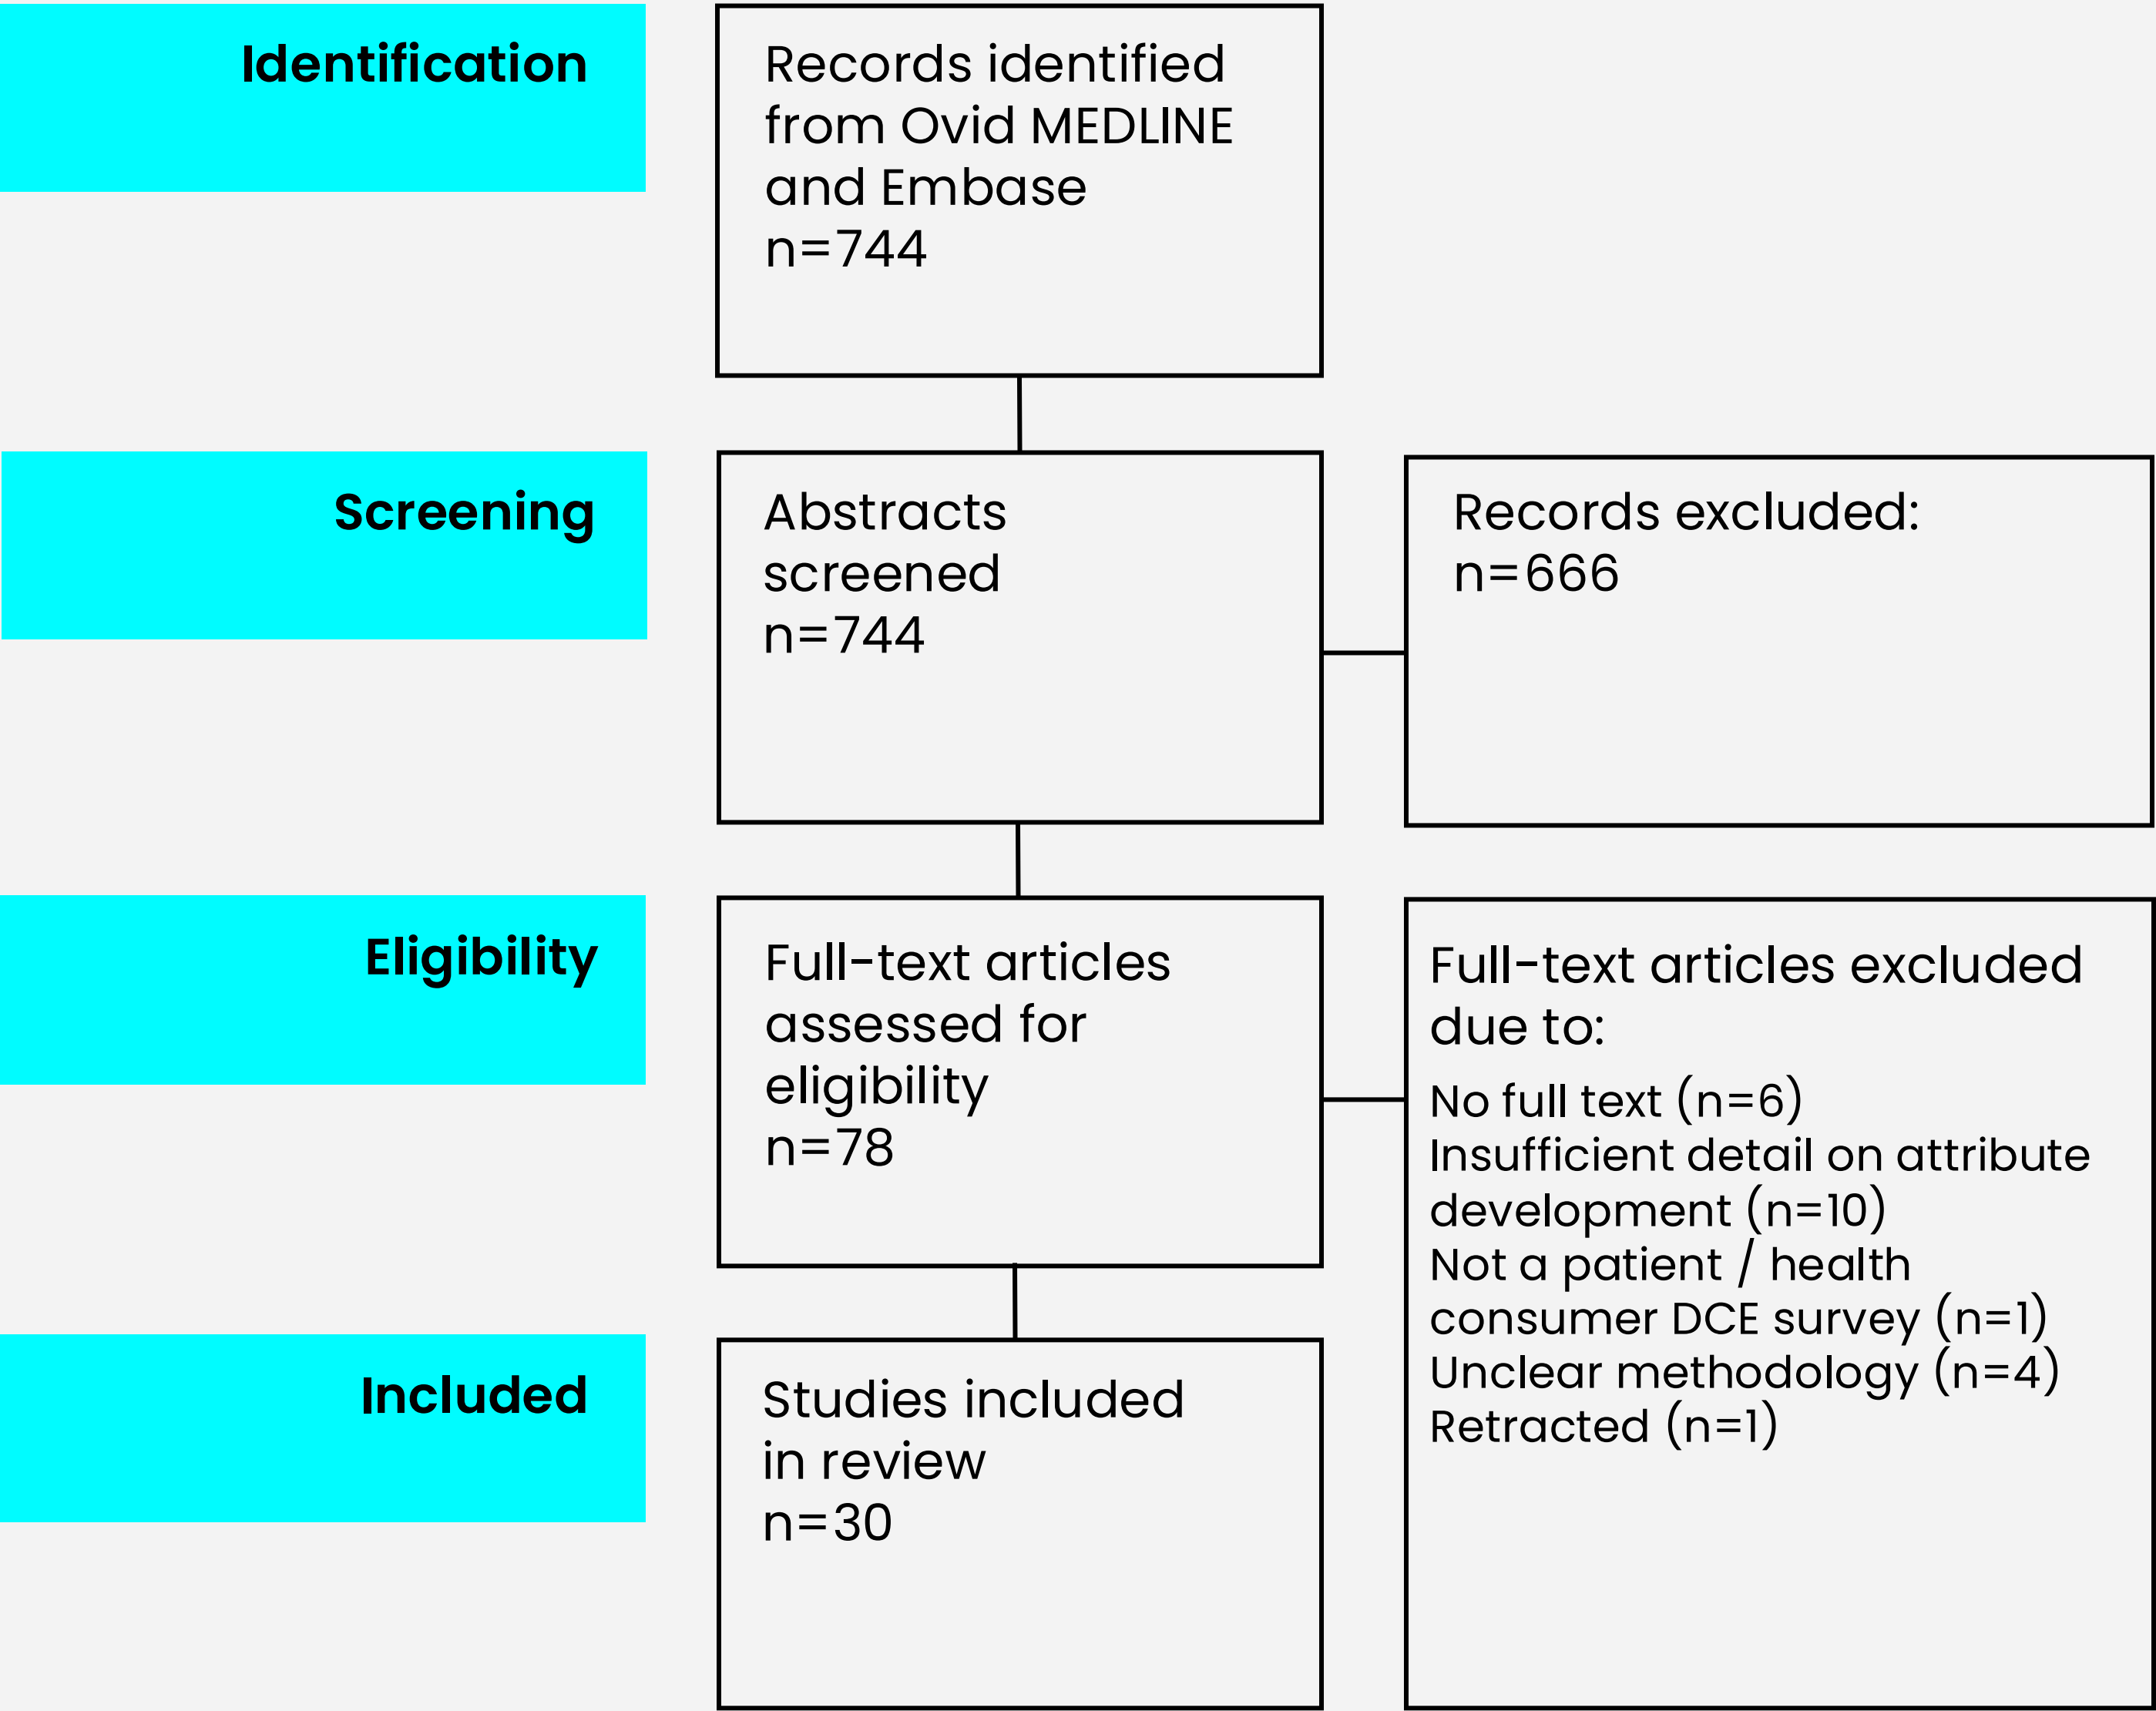 Identification
Records identified
from Ovid MEDLINE
and Embase
n=744
Screening
Abstracts
screened
n=744
Records excluded:
n=666
Eligibility
Full-text articles
assessed for
eligibility
n=78
Full-text articles excluded
due to:
No full text (n=6)
Insufficient detail on attribute
development (n=10)
Not a patient / health
consumer DCE survey (n=1)
Unclear methodology (n=4)
Retracted (n=1)
Included
Studies included
in review
n=30